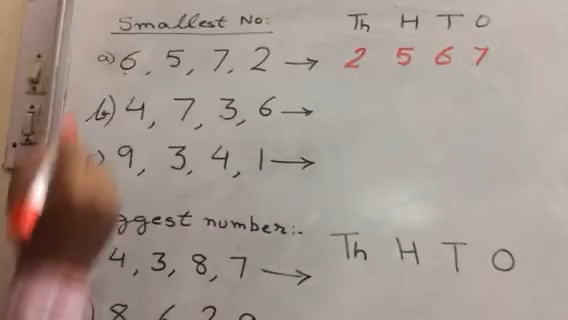 Smallest No:
Th H T O
a) 6, 5, 7, 2 → 2 5 6 7
b) 4, 7, 3, 6 →
) 9, 3, 4, 1 →
ggest number:-
Th H T O
4, 3, 8, 7 →